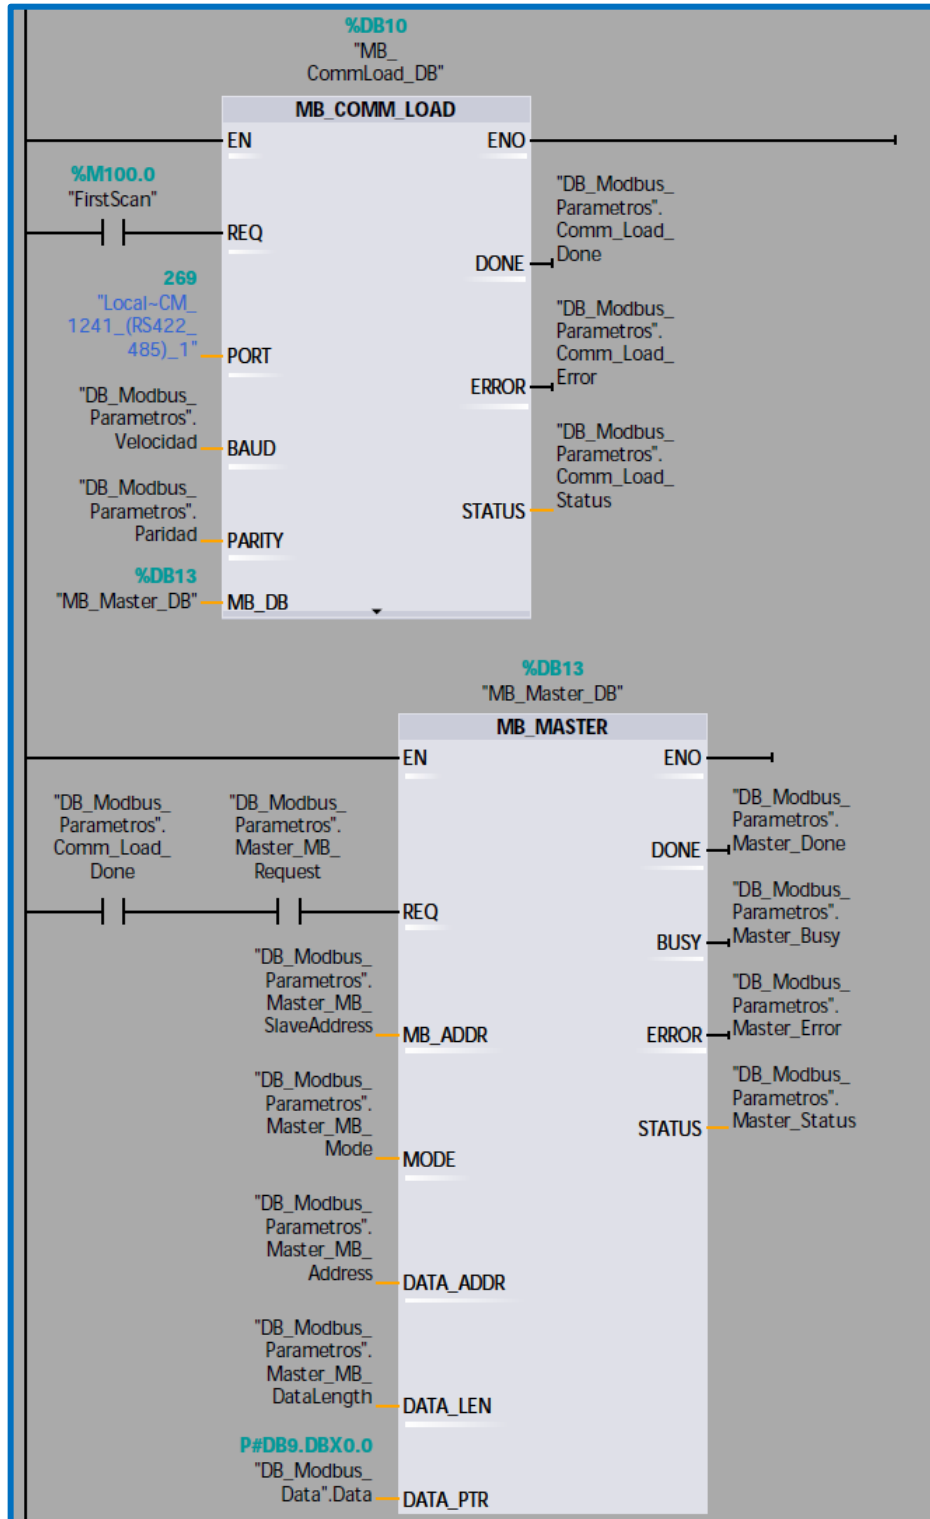 %DB10
"MB_
CommLoad_DB"
MB_COMM_LOAD
EN
ENO
%M100.0
"FirstScan"
REQ
"DB_Modbus_
Parametros".
Comm_Load_
Done
DONE
269
"Local~CM_
1241_(RS422_
485)_1"
PORT
"DB_Modbus_
Parametros".
Comm_Load_
Error
ERROR
"DB_Modbus_
Parametros".
Velocidad
BAUD
"DB_Modbus_
Parametros".
Comm_Load_
Status
STATUS
"DB_Modbus_
Parametros".
Paridad
PARITY
%DB13
"MB_Master_DB"
MB_DB
%DB13
"MB_Master_DB"
MB_MASTER
EN
ENO
"DB_Modbus_
Parametros".
Comm_Load_
Done
"DB_Modbus_
Parametros".
Master_MB_
Request
REQ
"DB_Modbus_
Parametros".
Master_Done
DONE
"DB_Modbus_
Parametros".
Master_Busy
BUSY
"DB_Modbus_
Parametros".
Master_MB_
SlaveAddress
MB_ADDR
"DB_Modbus_
Parametros".
Master_Error
ERROR
"DB_Modbus_
Parametros".
Master_MB_
Mode
MODE
"DB_Modbus_
Parametros".
Master_Status
STATUS
"DB_Modbus_
Parametros".
Master_MB_
Address
DATA_ADDR
"DB_Modbus_
Parametros".
Master_MB_
DataLength
DATA_LEN
P#DB9.DBX0.0
"DB_Modbus_
Data".Data
DATA_PTR